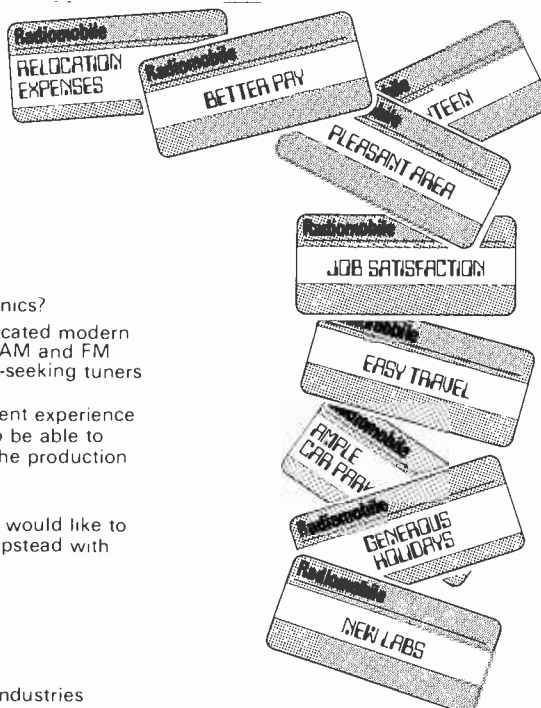 Radiomobile
RELOCATION
EXPENSES
Radiomobile
BETTER PAY
TEEN
PLEASANT AREA
Radiomobile
JOB SATISFACTION
EASY TRAVEL
AMPLE
CAR PARK
Radiomobile
GENEROUS
HOLIDAYS
Radiomobile
NEW LABS
nics?
cated modern
AM and FM
-seeking tuners
ent experience
be able to
he production
would like to
pstead with
ndustries